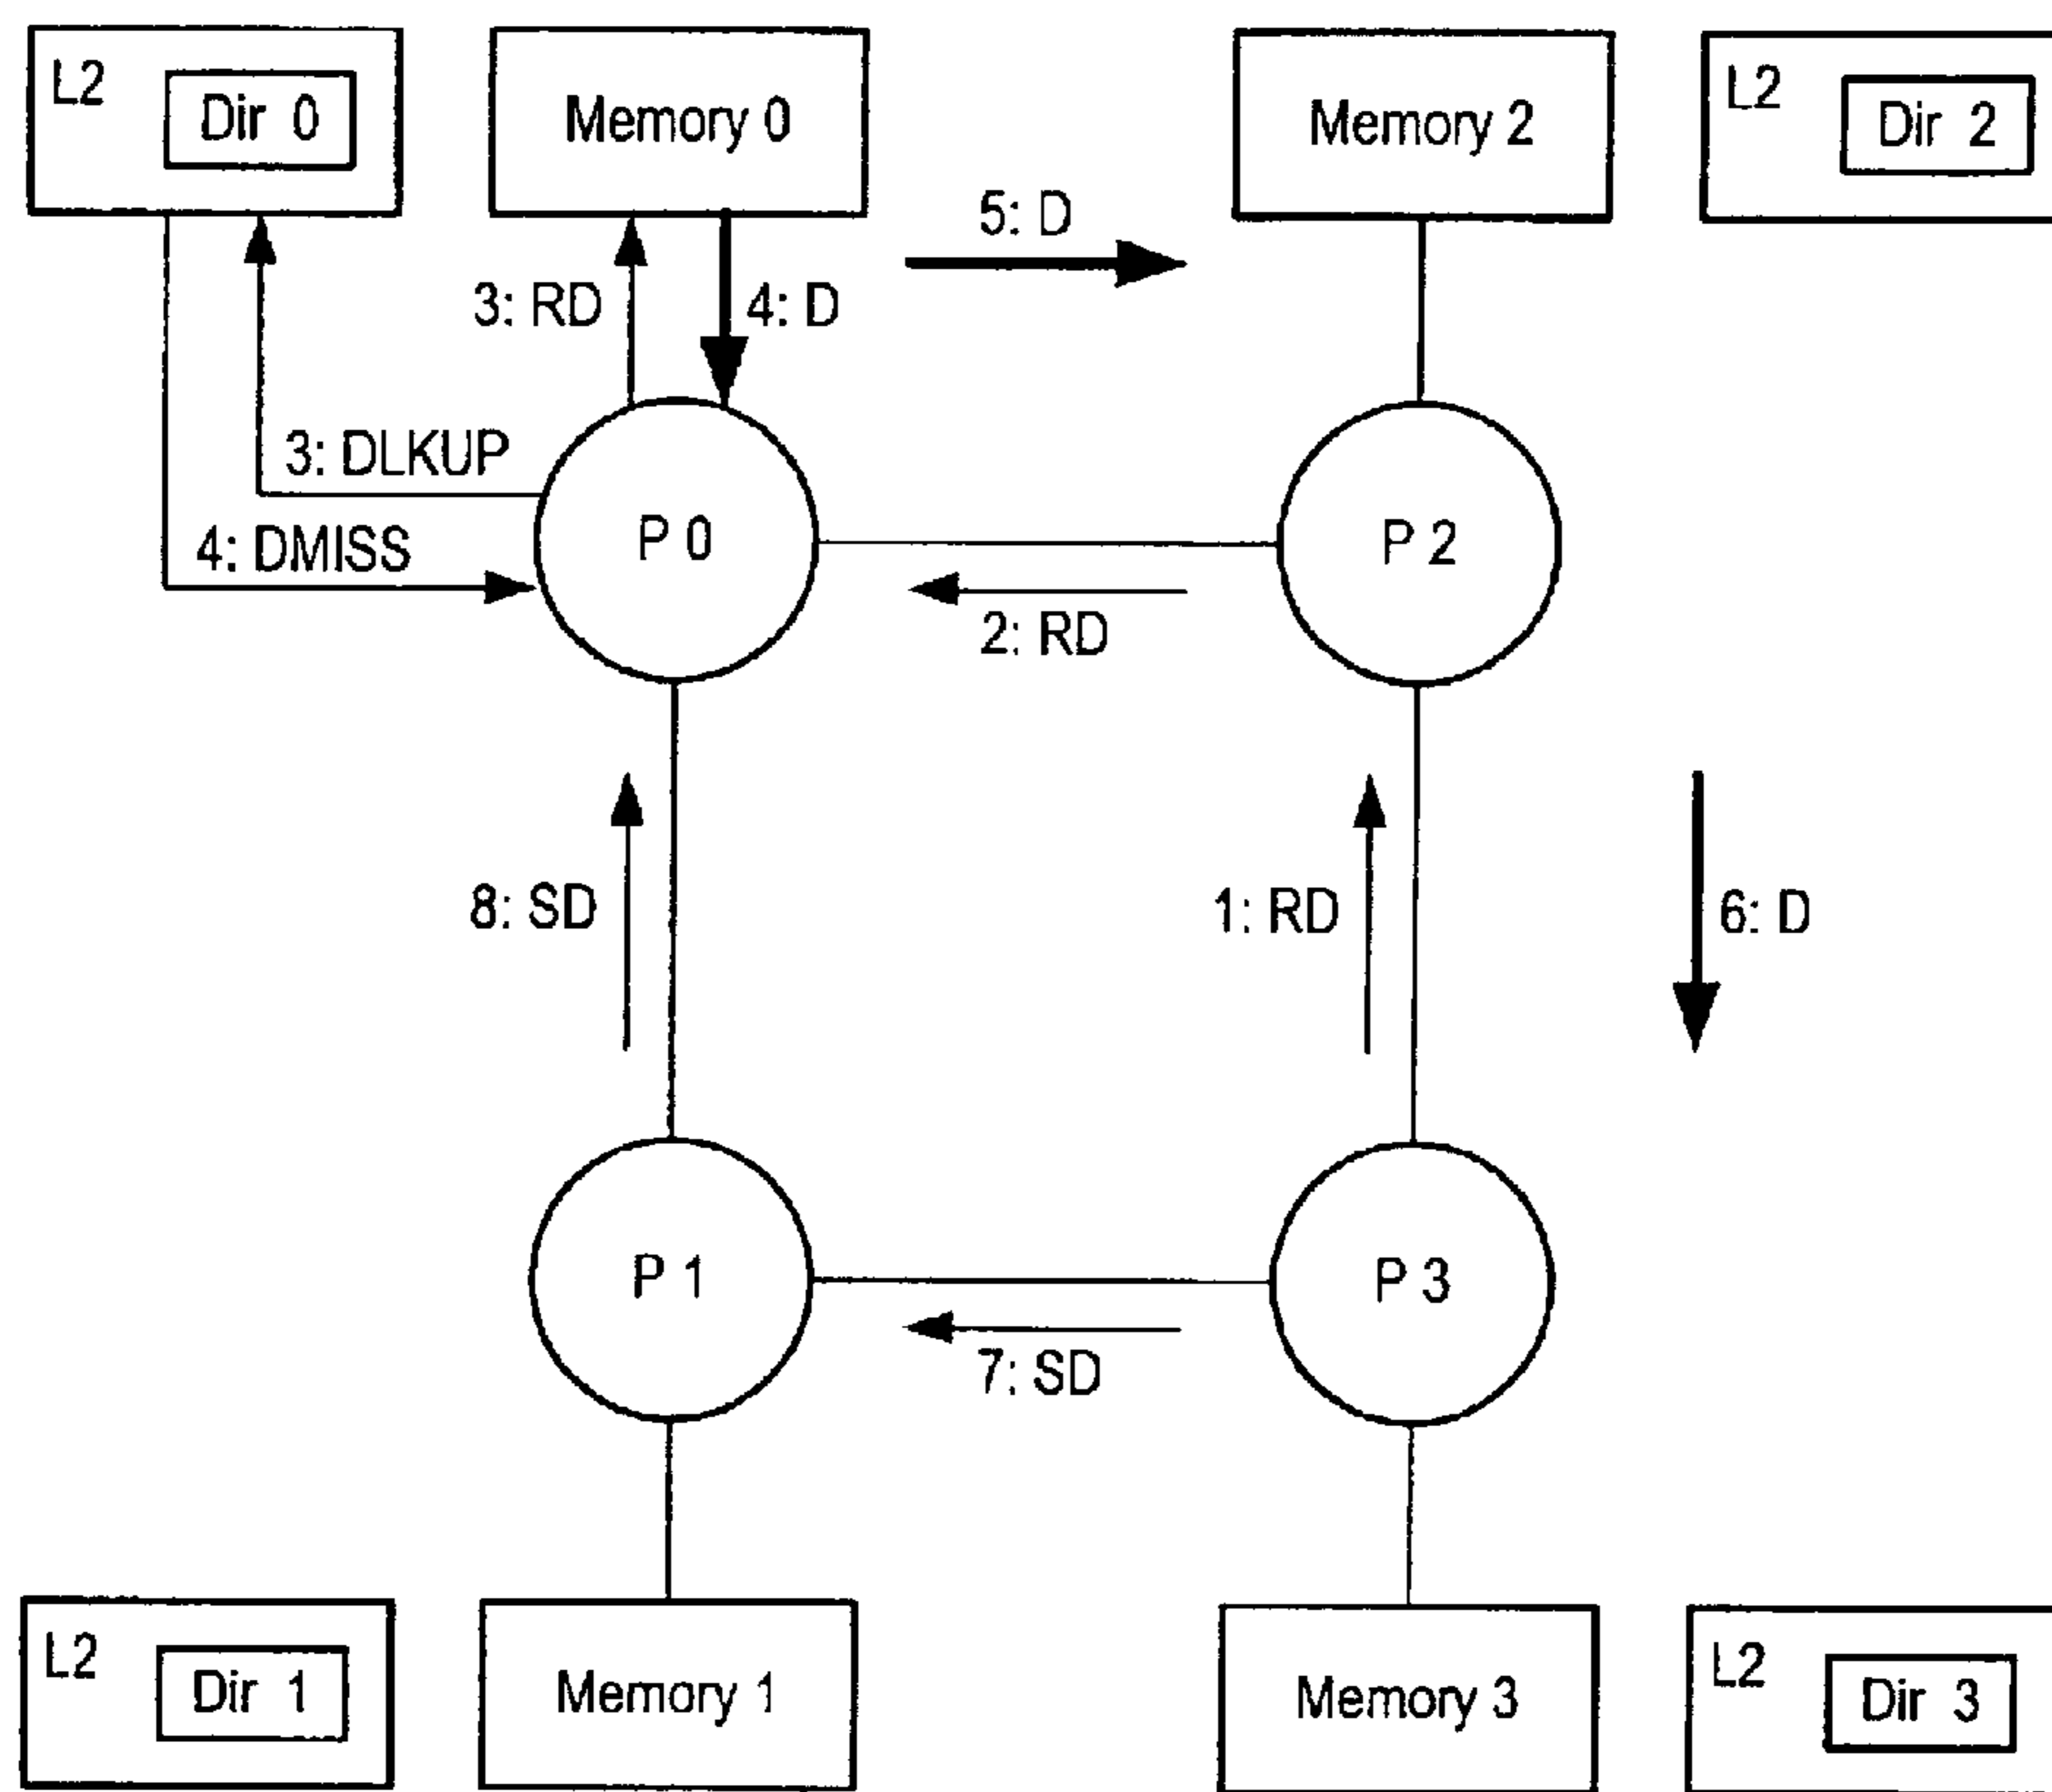 L2
Dir 0
Memory 0
Memory 2
L2
Dir 2
5: D
3: RD
4: D
3: DLKUP
4: DMISS
P 0
P 2
2: RD
8: SD
1: RD
6: D
P 1
P 3
7: SD
L2
Dir 1
Memory 1
Memory 3
L2
Dir 3